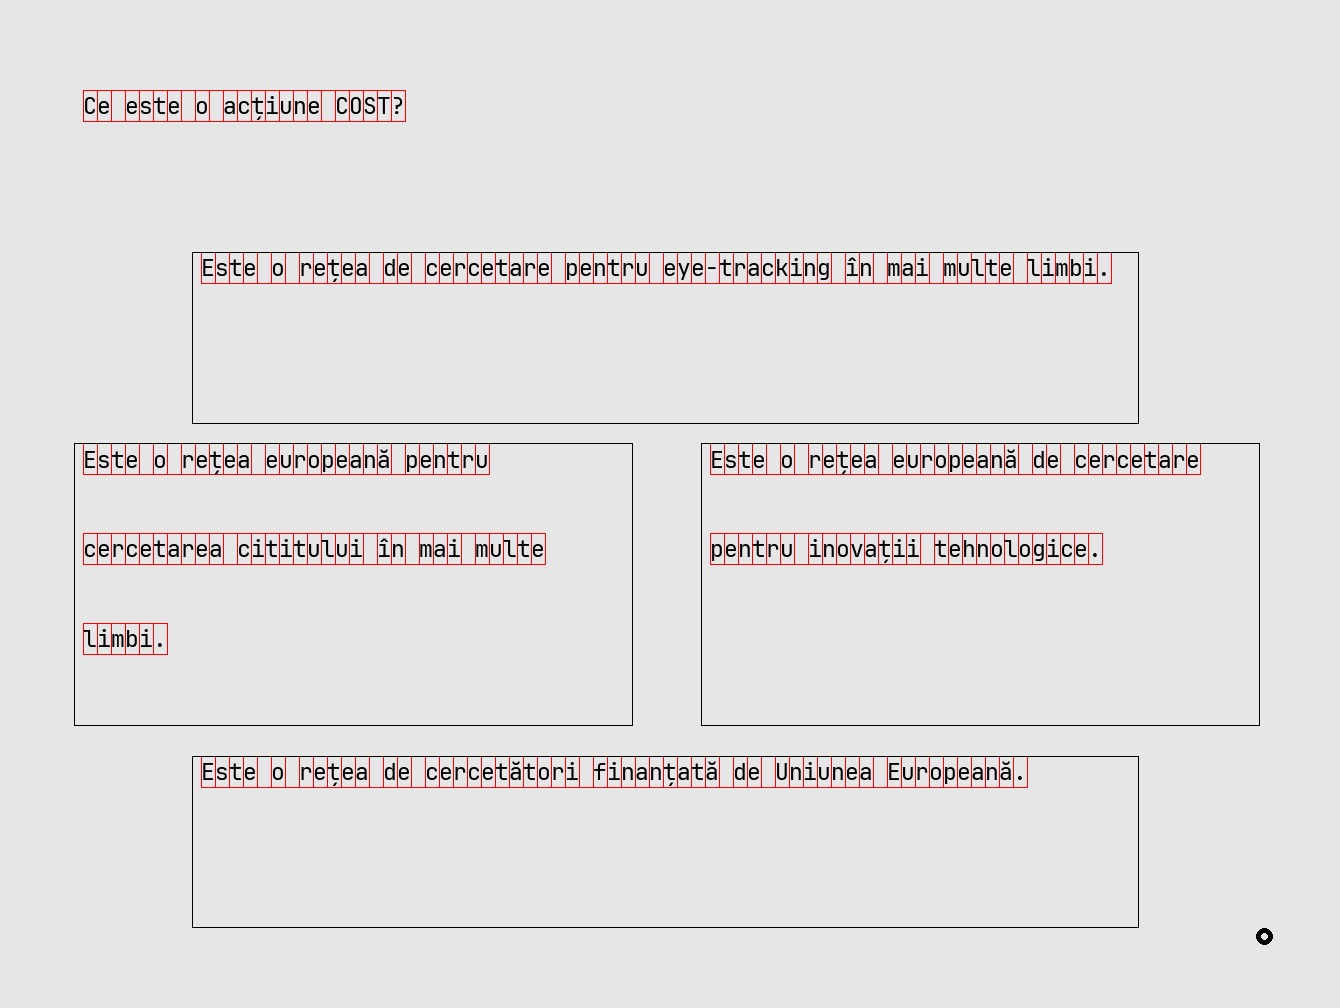 Ce este o acțiune COST?
Este o rețea de cercetare pentru eye-tracking în mai multe limbi.
Este o rețea europeană pentru
cercetarea cititului în mai multe
limbi.
Este o rețea europeană de cercetare
pentru inovații tehnologice.
Este o rețea de cercetători finanțată de Uniunea Europeană.